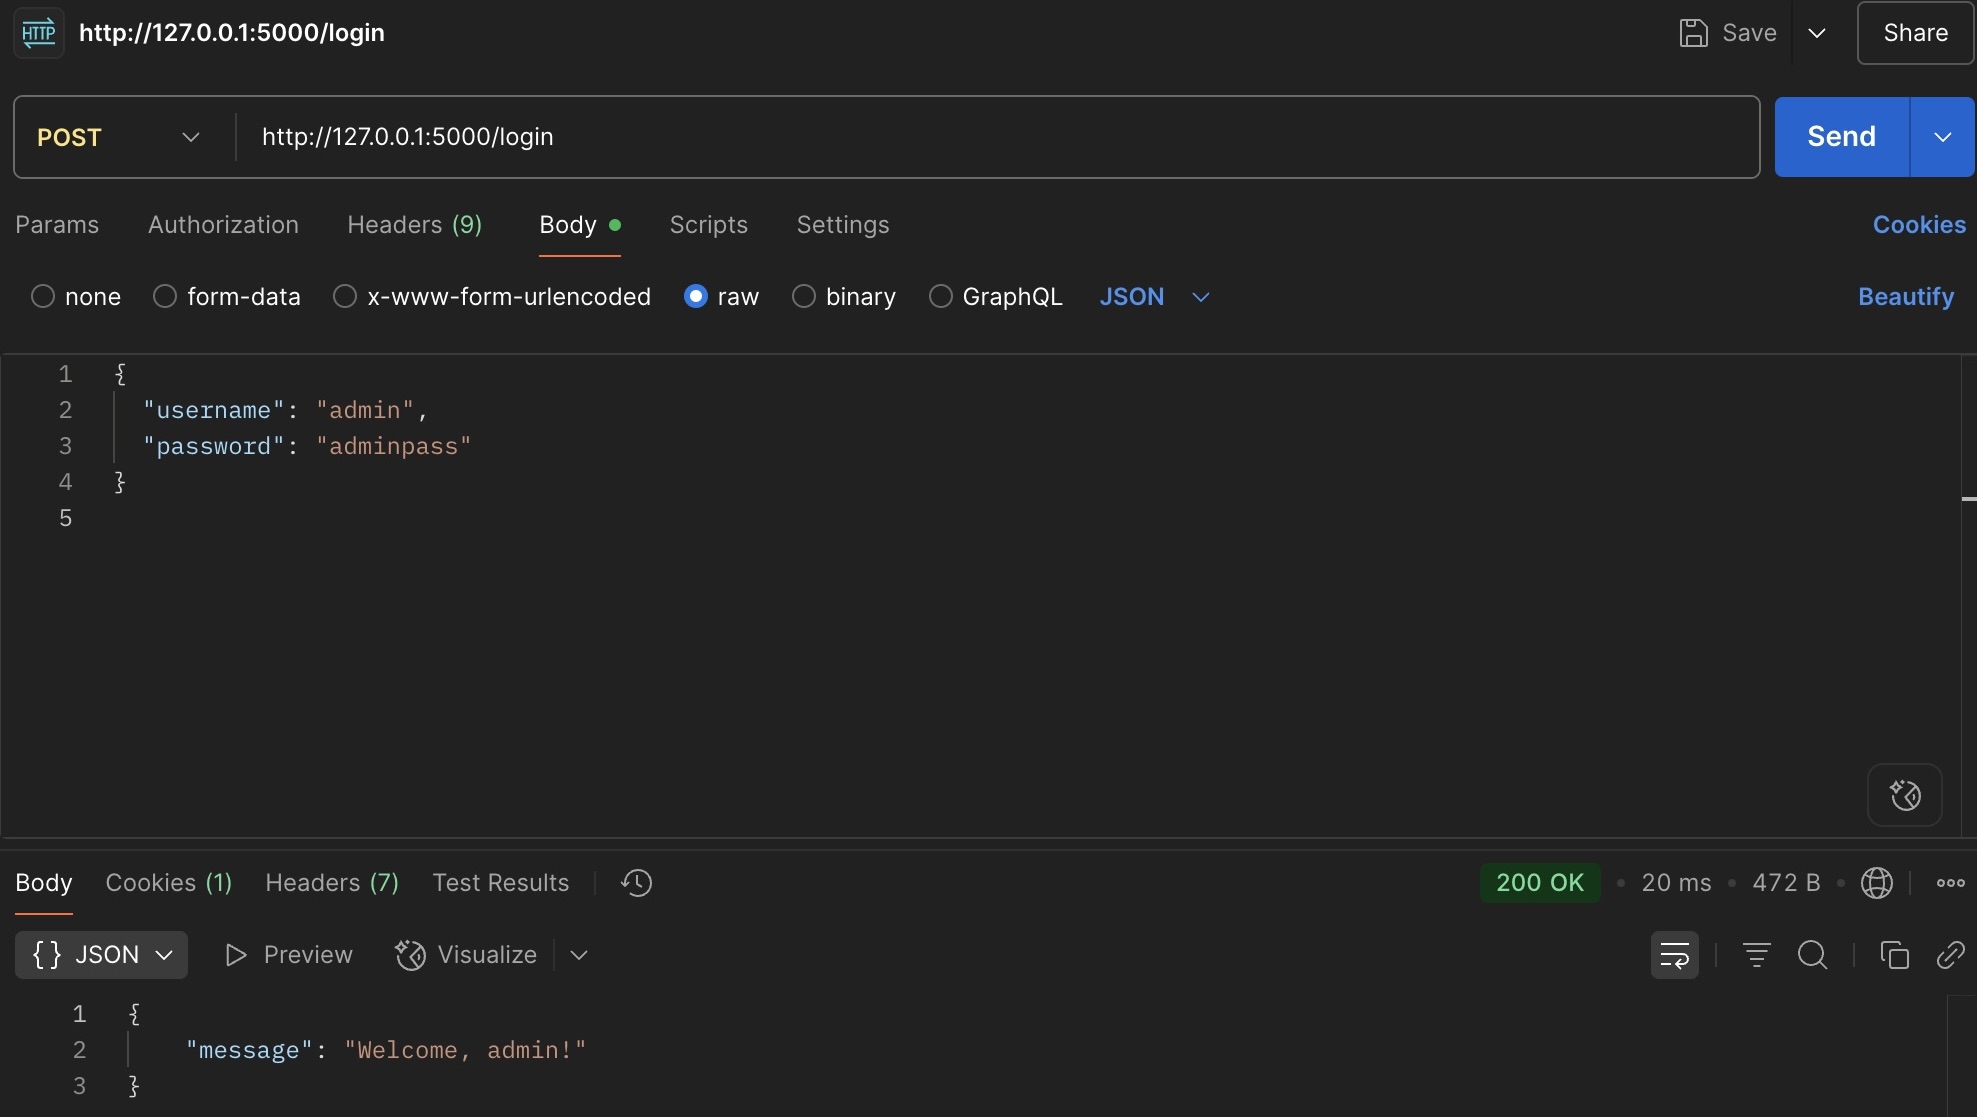 HTTP http://127.0.0.1:5000/login Save Share
POST http://127.0.0.1:5000/login Send
Params Authorization Headers (9) Body Scripts Settings Cookies
none form-data x-www-form-urlencoded raw binary GraphQL JSON Beautify
1 {
2 "username": "admin",
3 "password": "adminpass"
4 }
5
Body Cookies (1) Headers (7) Test Results 200 OK • 20 ms • 472 B •
{} JSON Preview Visualize
1 {
2 "message": "Welcome, admin!"
3 }